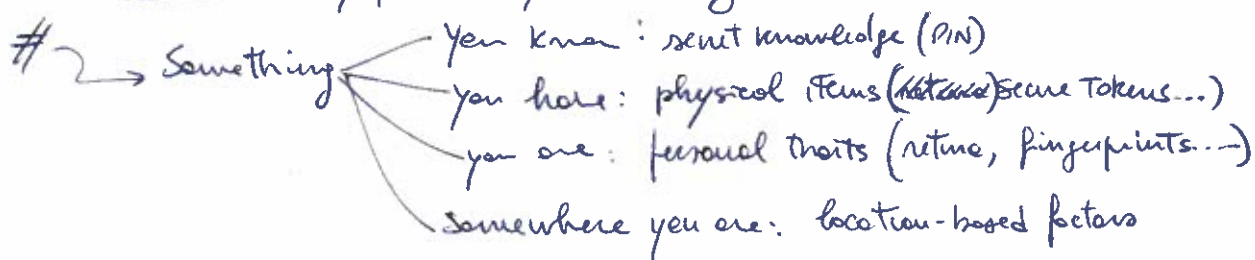 # → Something
you know : secret knowledge (PIN)
you have : physical items ( ) secure Tokens...)
you are : personal traits (retina, fingerprints...)
somewhere you are : location-based factors